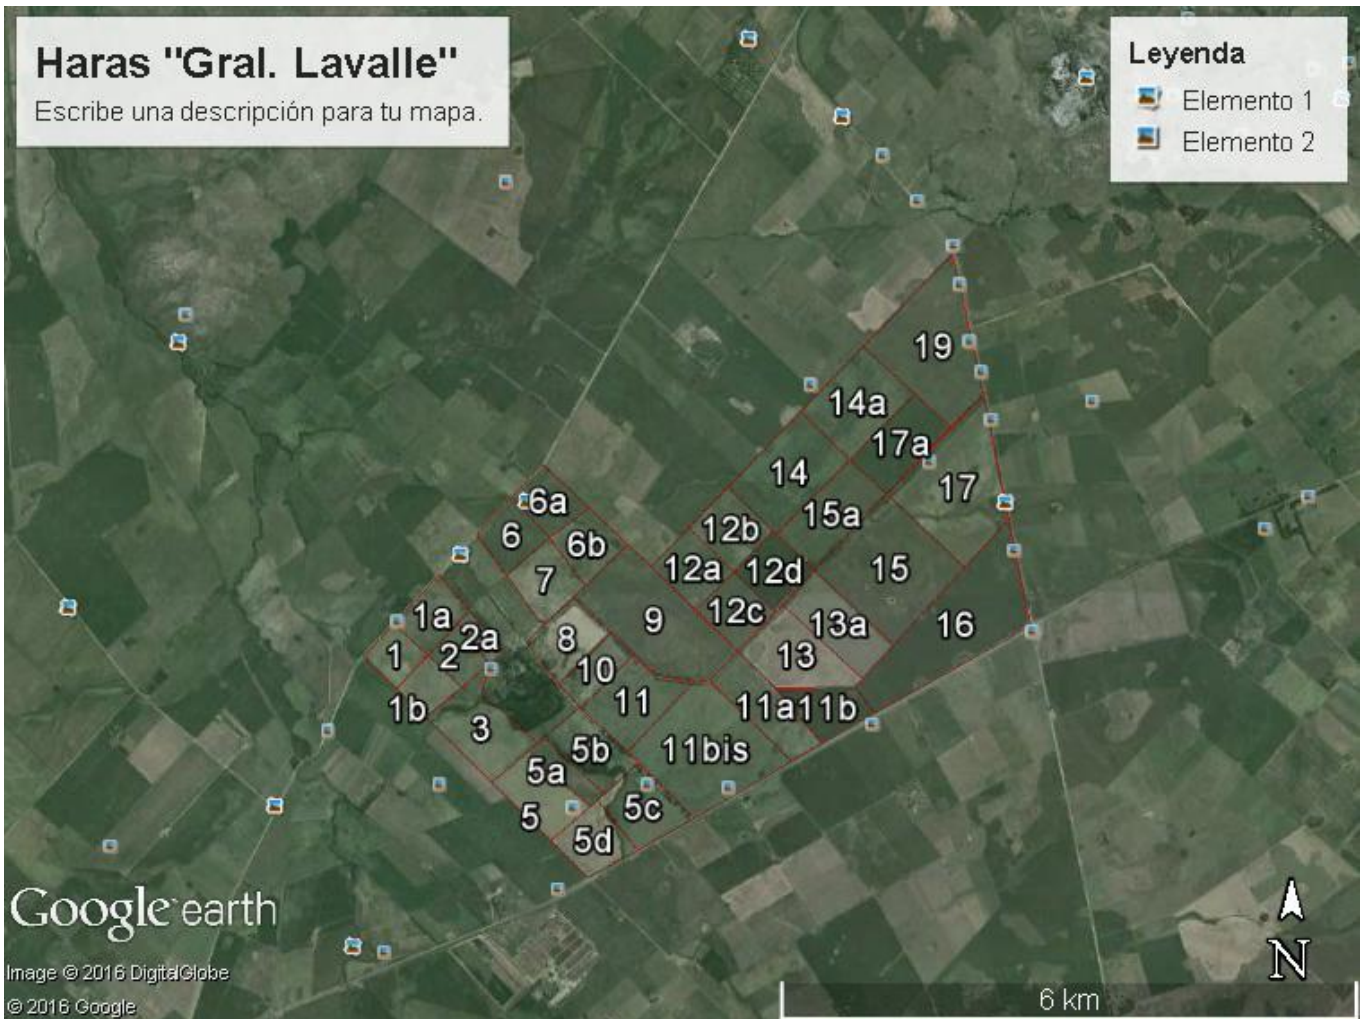 Haras "Gral. Lavalle"
Escribe una descripción para tu mapa.
Leyenda
Elemento 1
Elemento 2
19
14a
17a
14
17
6a
12b
15a
6
6b
12a
12d
15
7
1a
12c
9
13a
16
8
2a
1
2
10
13
1b
3
11
11a
11b
5b
11bis
5a
5
5c
5d
Google earth
N
Image © 2016 DigitalGlobe
© 2016 Google
6 km